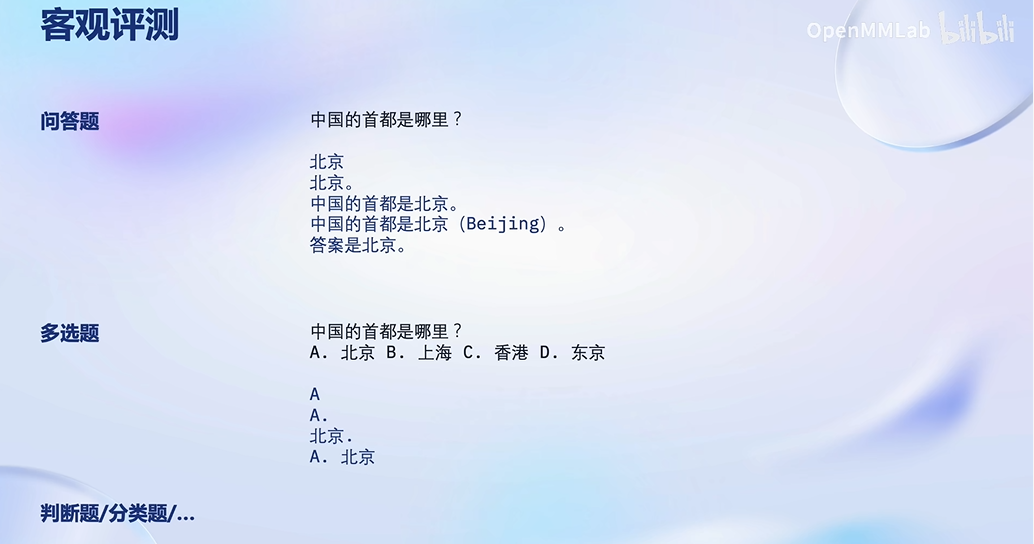 客观评测
OpenMMLab bilibili
问答题
中国的首都是哪里？
北京
北京。
中国的首都是北京。
中国的首都是北京（Beijing）。
答案是北京。
多选题
中国的首都是哪里？
A. 北京 B. 上海 C. 香港 D. 东京
A
A.
北京.
A. 北京
判断题/分类题/...